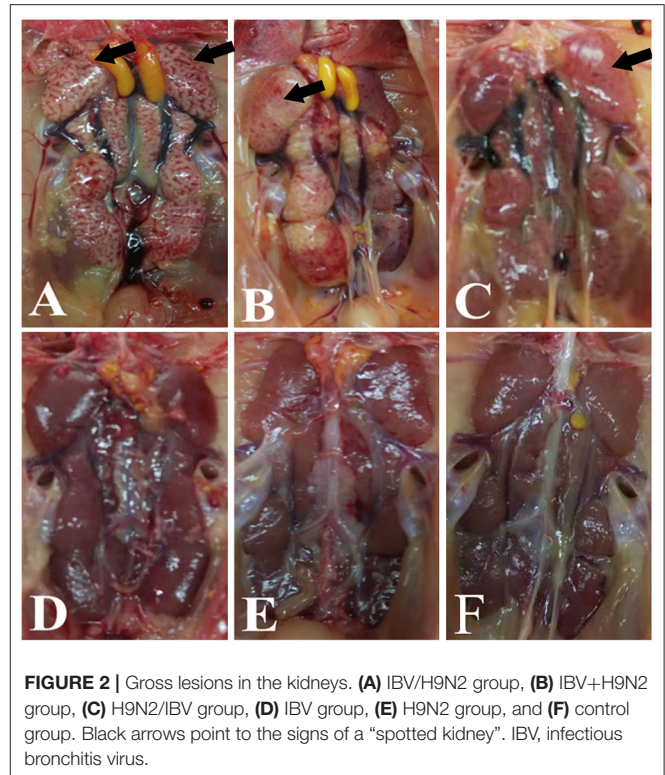 A B C
D E F
FIGURE 2 | Gross lesions in the kidneys. (A) IBV/H9N2 group, (B) IBV+H9N2
group, (C) H9N2/IBV group, (D) IBV group, (E) H9N2 group, and (F) control
group. Black arrows point to the signs of a “spotted kidney”. IBV, infectious
bronchitis virus.